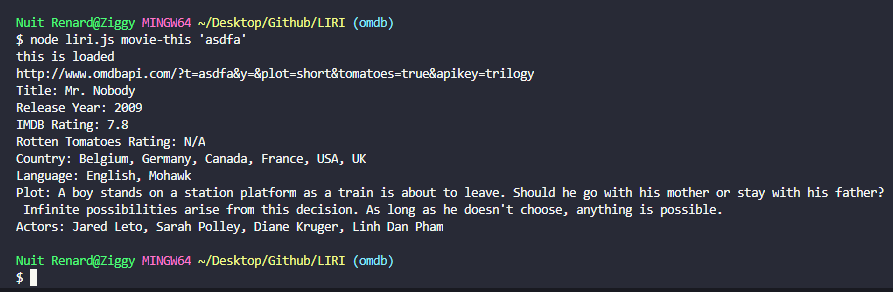 Nuit Renard@Ziggy MINGW64 ~/Desktop/Github/LIRI (omdb)
$ node liri.js movie-this 'asdfa'
this is loaded
http://www.omdbapi.com/?t=asdfa&y=&plot=short&tomatoes=true&apikey=trilogy
Title: Mr. Nobody
Release Year: 2009
IMDB Rating: 7.8
Rotten Tomatoes Rating: N/A
Country: Belgium, Germany, Canada, France, USA, UK
Language: English, Mohawk
Plot: A boy stands on a station platform as a train is about to leave. Should he go with his mother or stay with his father?
 Infinite possibilities arise from this decision. As long as he doesn't choose, anything is possible.
Actors: Jared Leto, Sarah Polley, Diane Kruger, Linh Dan Pham
Nuit Renard@Ziggy MINGW64 ~/Desktop/Github/LIRI (omdb)
$